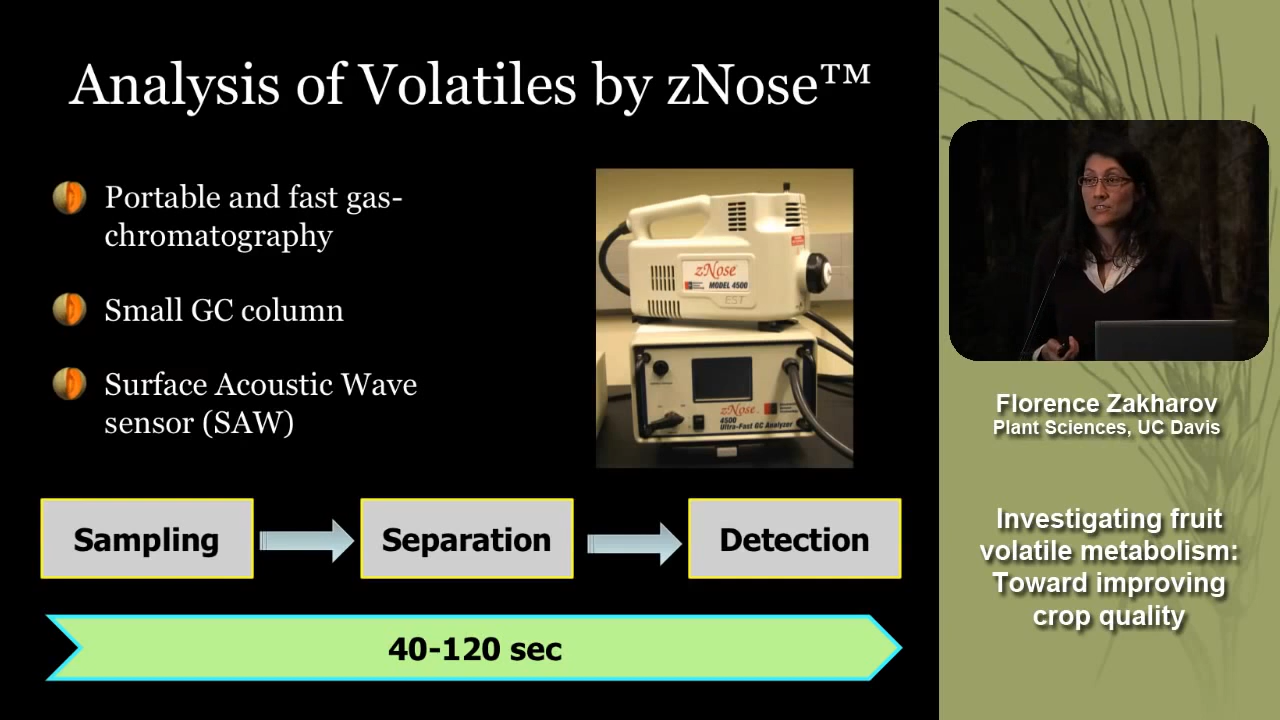 Analysis of Volatiles by zNose™
Portable and fast gas-
chromatography
Small GC column
Surface Acoustic Wave
sensor (SAW)
zNose
MODEL 4500
EST
zNose
4500
Ultra-Fast GC Analyzer
Sampling
Separation
Detection
40-120 sec
Florence Zakharov
Plant Sciences, UC Davis
Investigating fruit
volatile metabolism:
Toward improving
crop quality